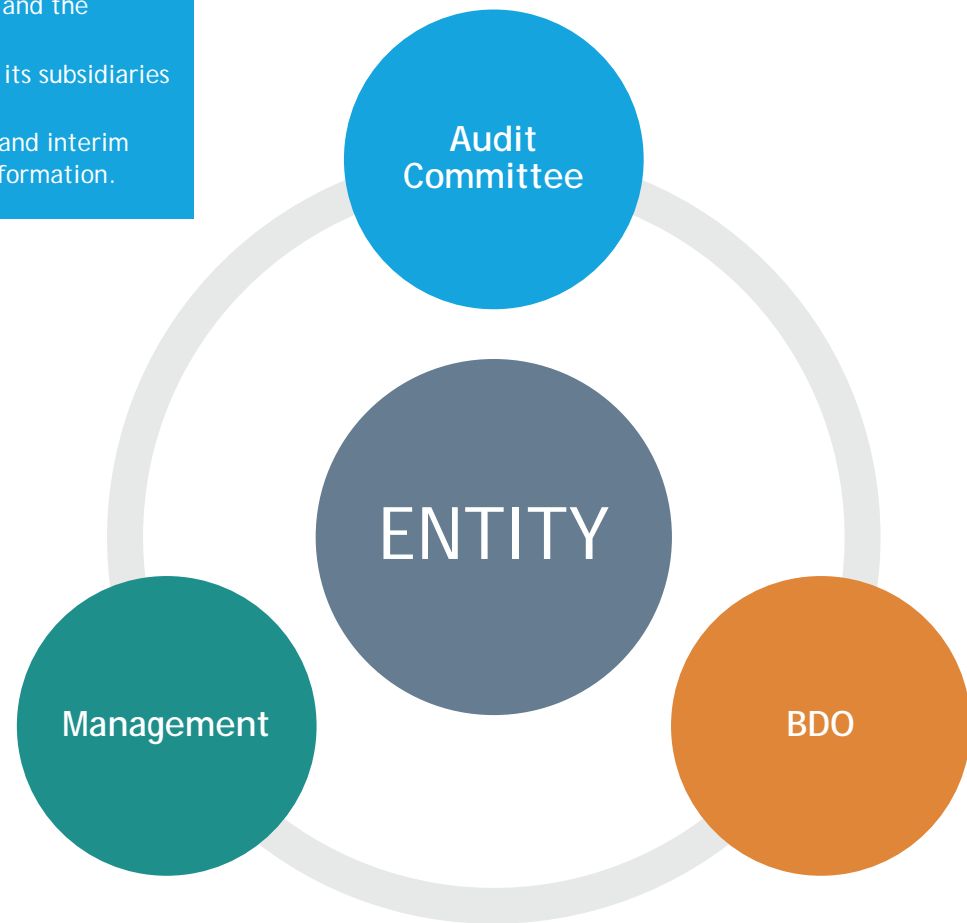 and the
its subsidiaries
and interim
formation.
Audit
Committee
ENTITY
Management
BDO